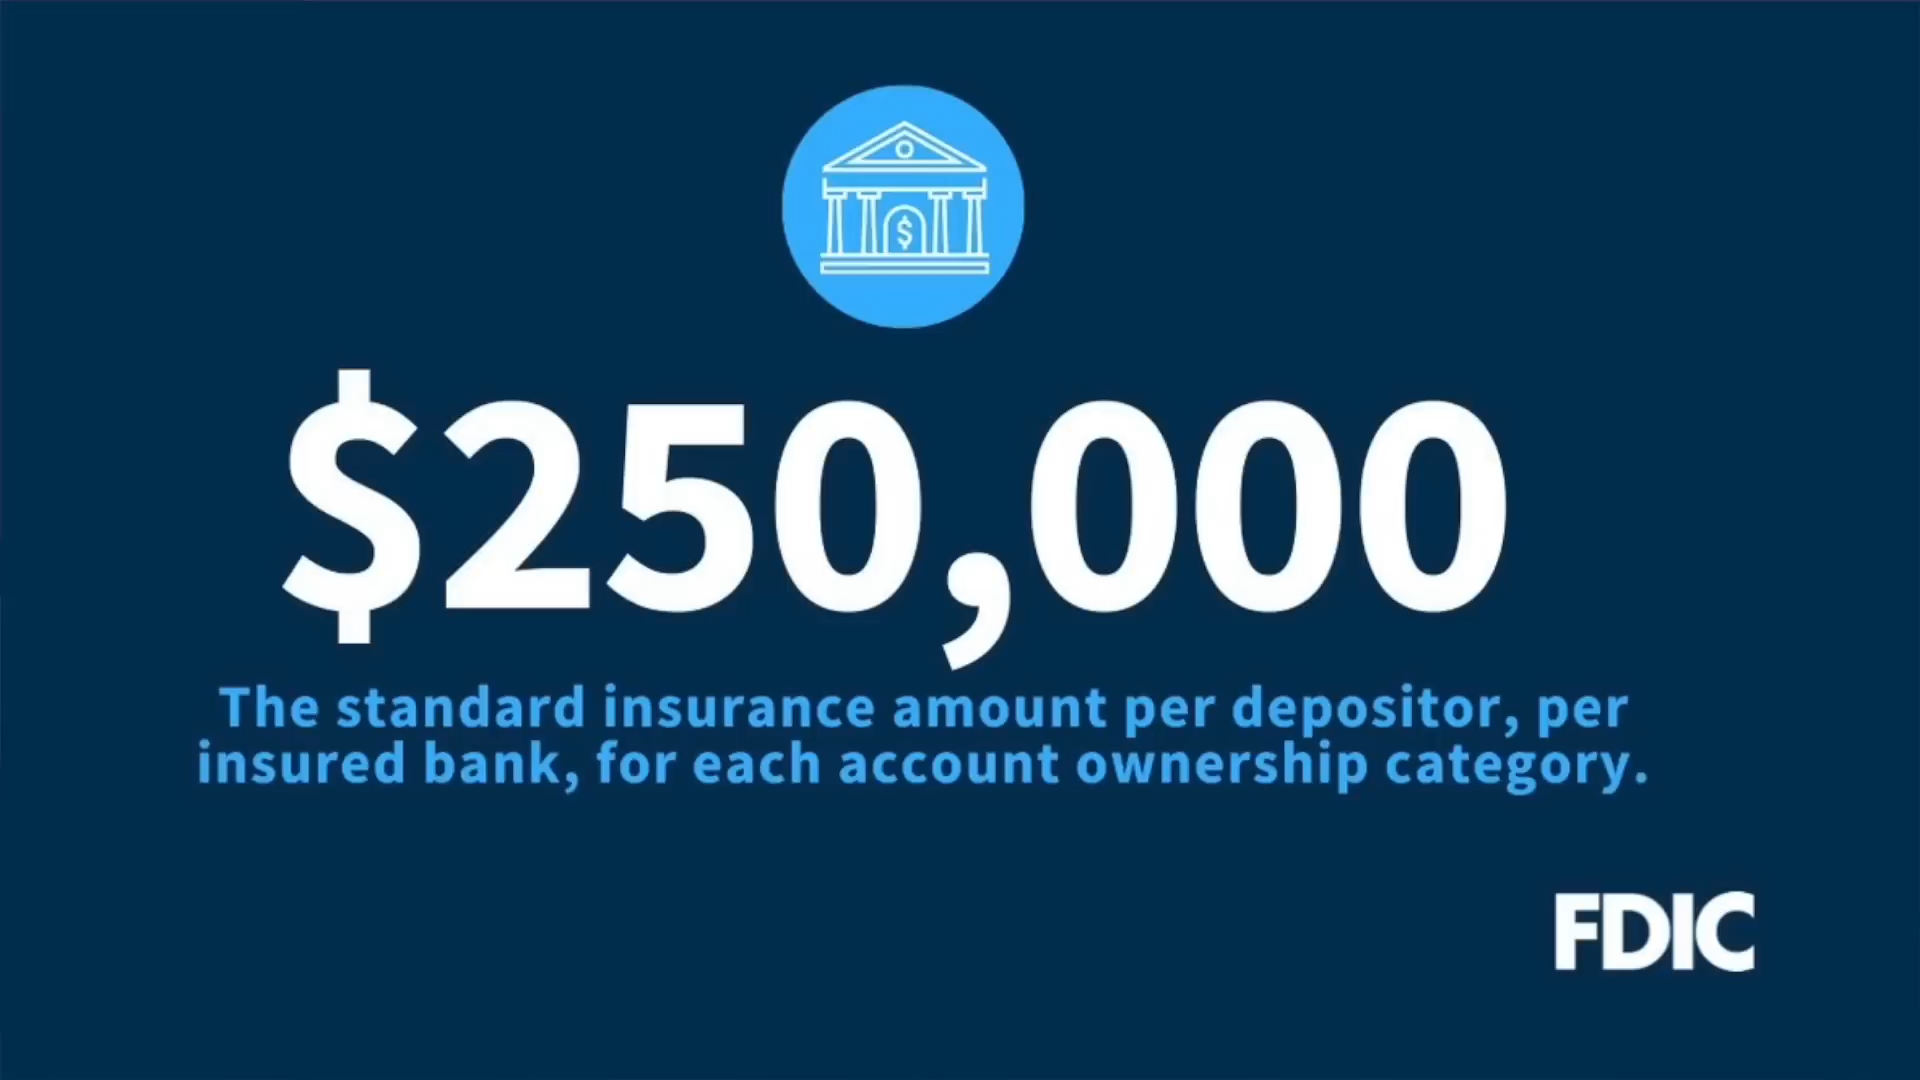 $
$250,000
The standard insurance amount per depositor, per
insured bank, for each account ownership category.
FDIC